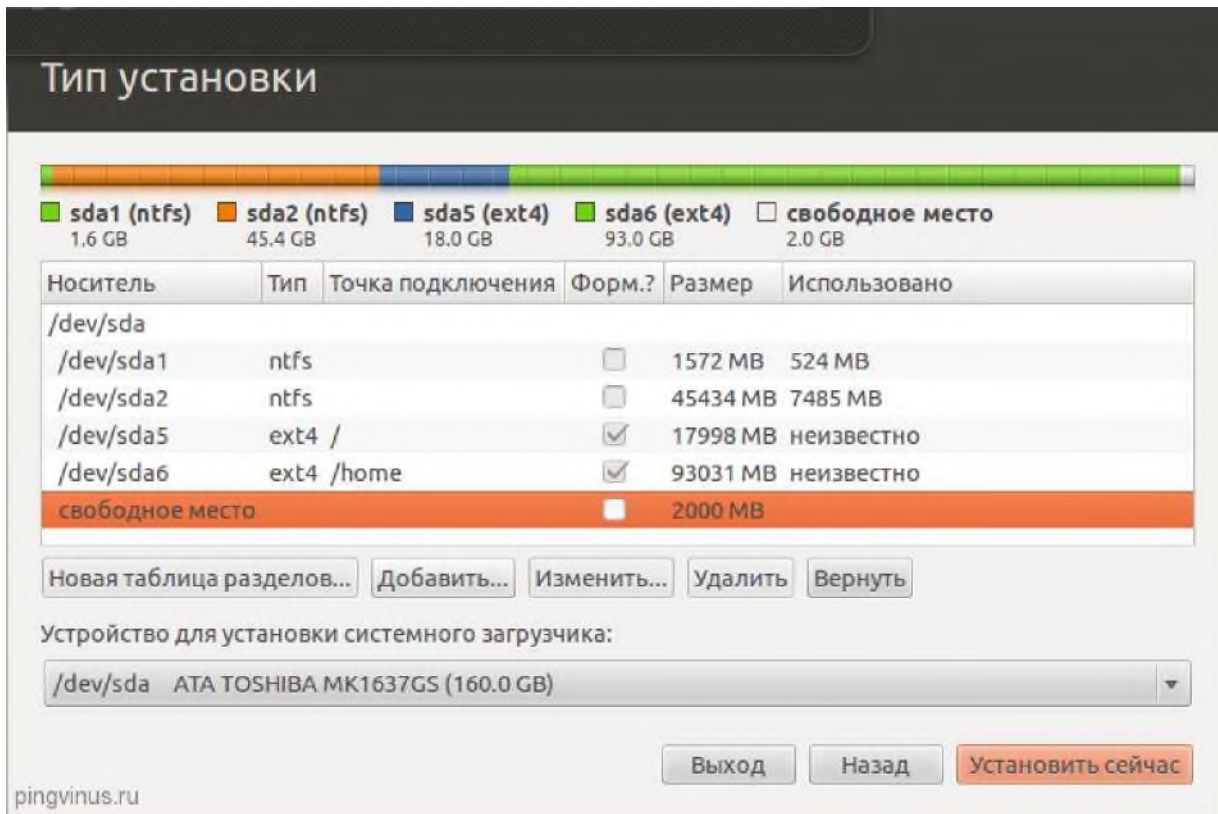 Тип установки
sda1 (ntfs) sda2 (ntfs) sda5 (ext4) sda6 (ext4) свободное место
1.6 GB 45.4 GB 18.0 GB 93.0 GB 2.0 GB
Носитель Тип Точка подключения Форм.? Размер Использовано
/dev/sda
/dev/sda1 ntfs 1572 MB 524 MB
/dev/sda2 ntfs 45434 MB 7485 MB
/dev/sda5 ext4 / 17998 MB неизвестно
/dev/sda6 ext4 /home 93031 MB неизвестно
свободное место 2000 MB
Новая таблица разделов... Добавить... Изменить... Удалить Вернуть
Устройство для установки системного загрузчика:
/dev/sda ATA TOSHIBA MK1637GS (160.0 GB)
Выход Назад Установить сейчас
pingvinus.ru